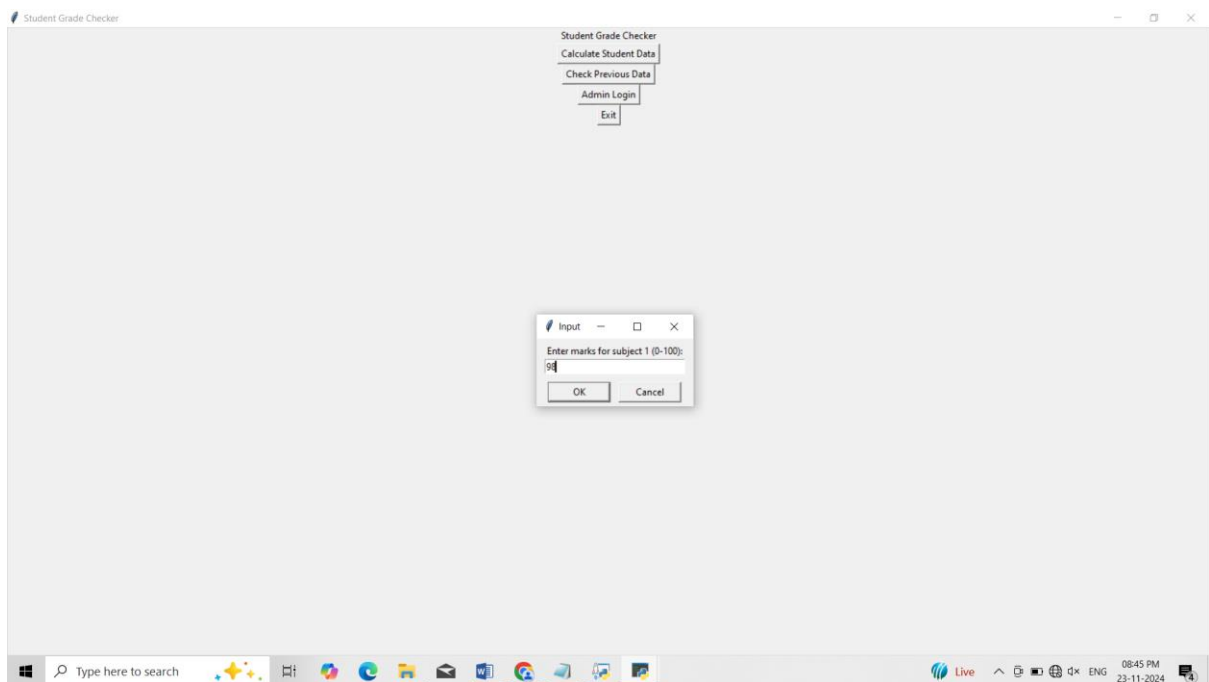 Student Grade Checker
Student Grade Checker
Calculate Student Data
Check Previous Data
Admin Login
Exit
Input
Enter marks for subject 1 (0-100):
98
OK Cancel
Type here to search Live ENG 08:45 PM
23-11-2024 4